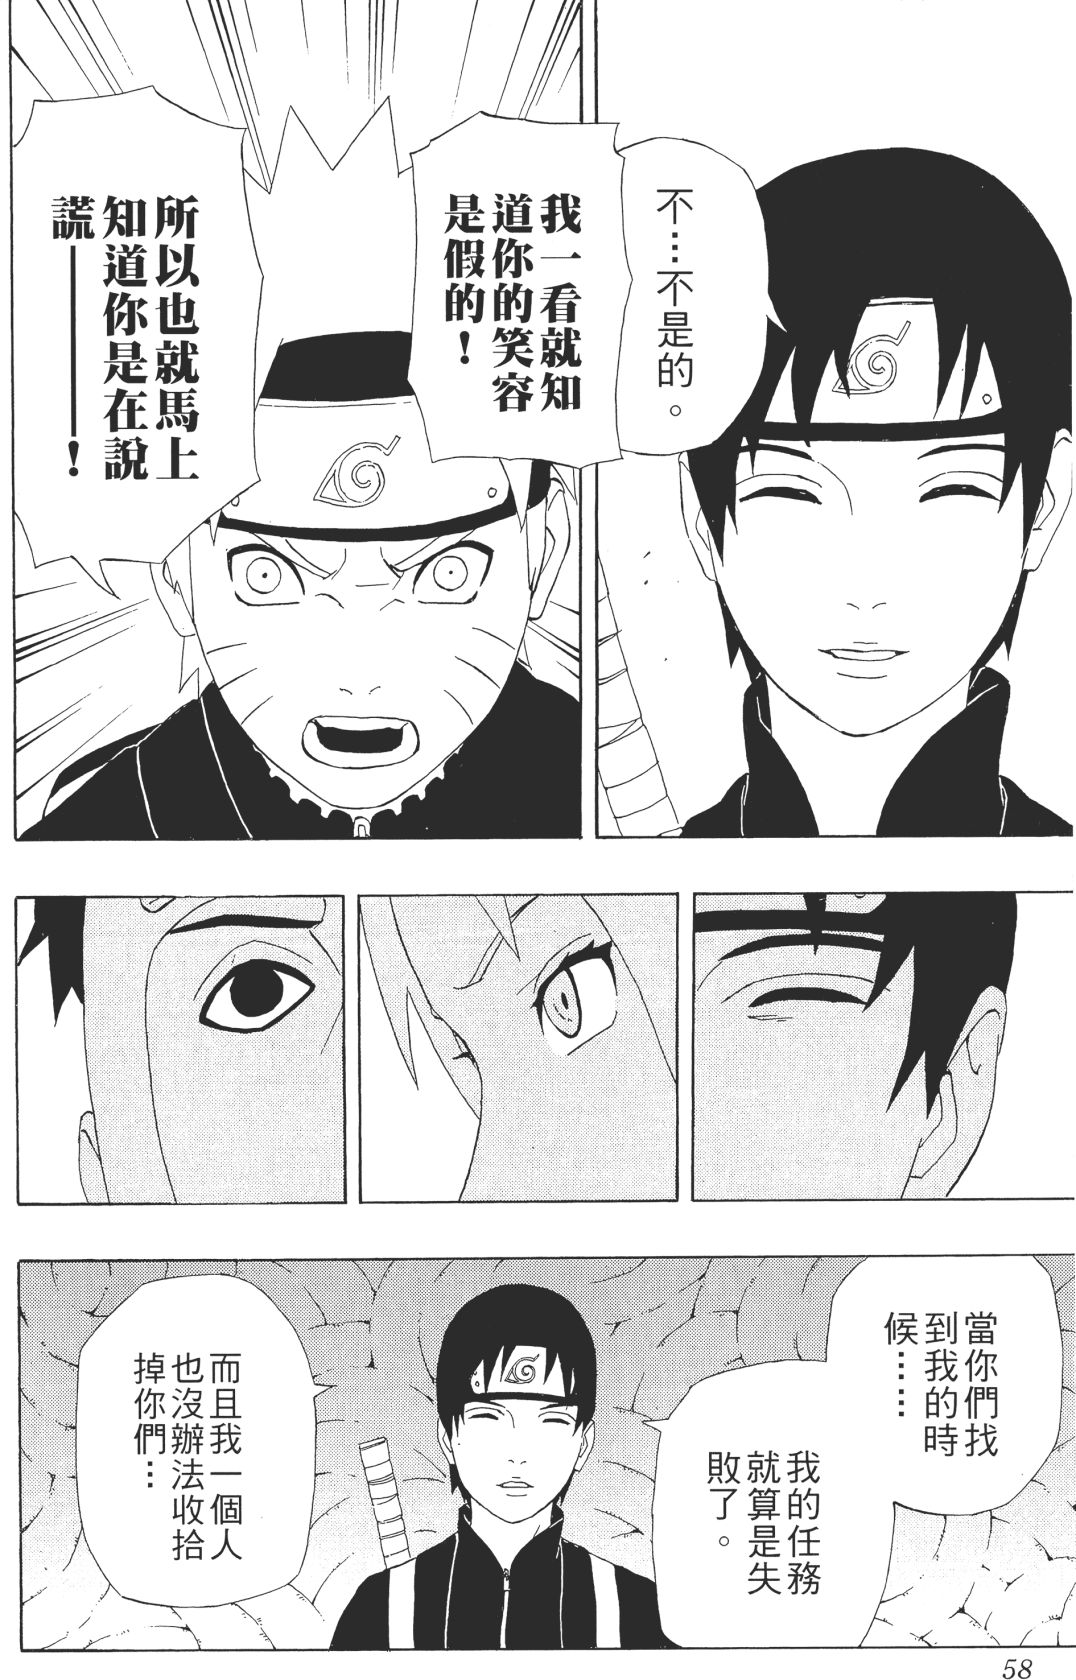 不…不是的。
我一看就知
道你的笑容
是假的！
所以也就馬上
知道你是在說
謊——！
當你們找
到我的時
候……
我的任務
就算是失
敗了。
而且我一個人
也沒辦法收拾
掉你們…
58